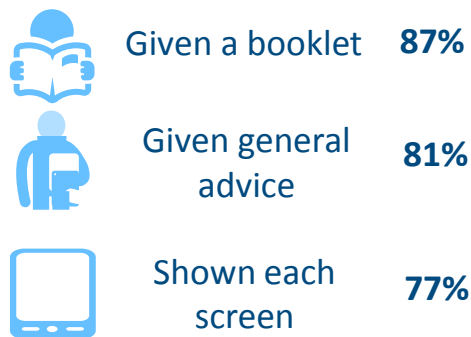 Given a booklet 87%
Given general
advice 81%
Shown each
screen 77%